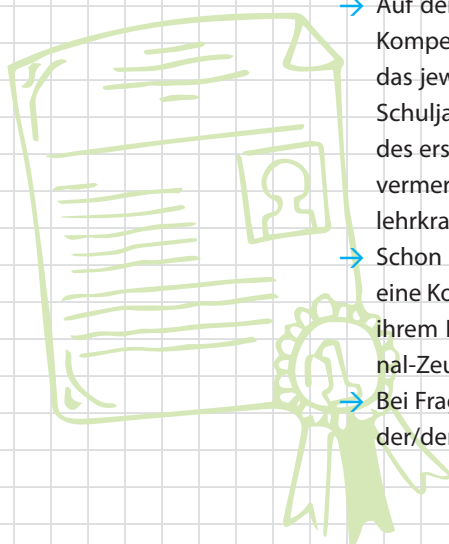 → Auf de
Kompe
das jew
Schulja
des ers
vermer
lehrkra
→ Schon
eine Ko
ihrem
nal-Zeu
→ Bei Fra
der/de